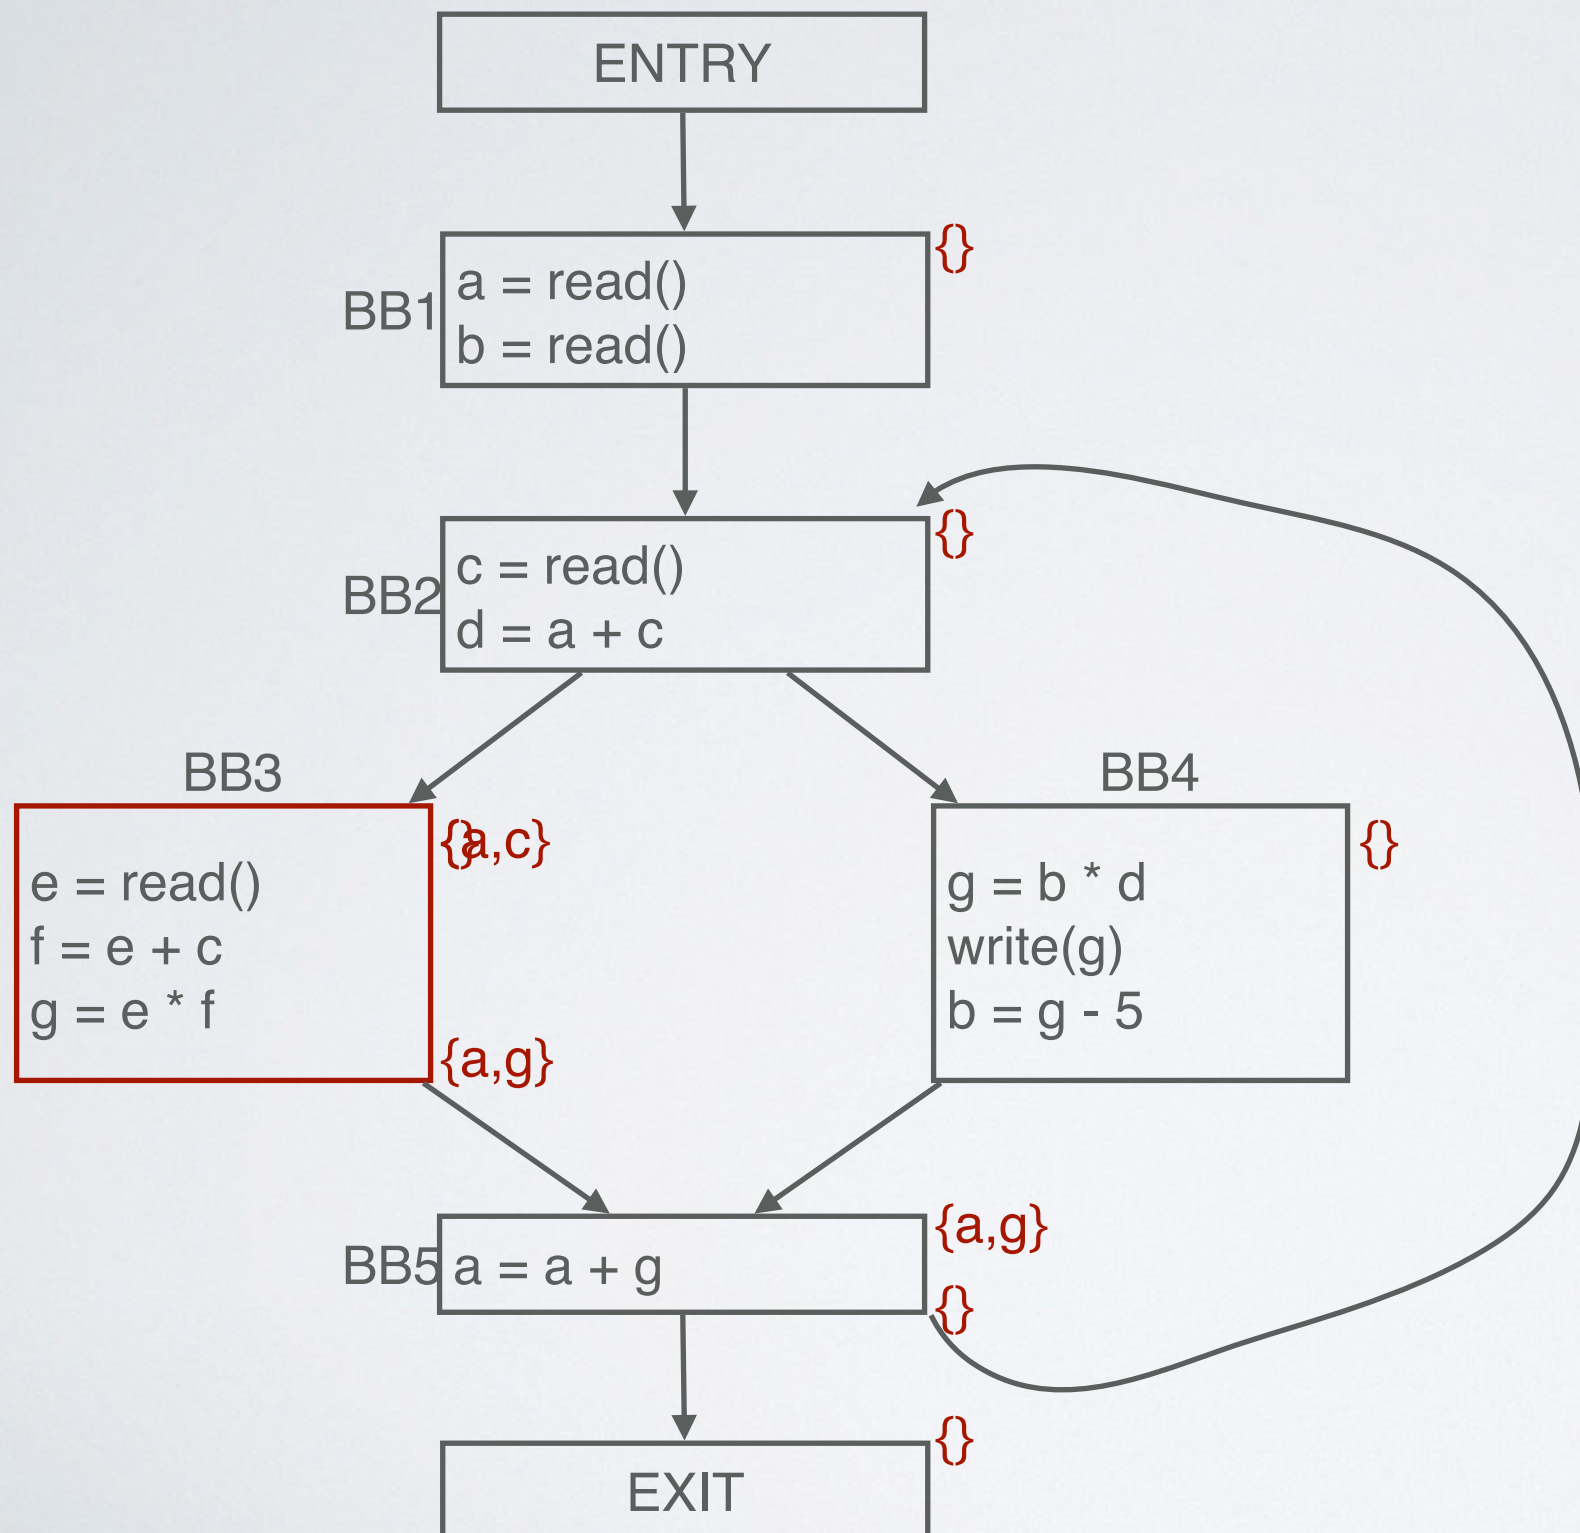 ENTRY
{}
BB1
a = read()
b = read()
{}
BB2
c = read()
d = a + c
BB3
{}
{a,c}
e = read()
f = e + c
g = e * f
{a,g}
BB4
{}
g = b * d
write(g)
b = g - 5
{a,g}
BB5
a = a + g
{}
{}
EXIT